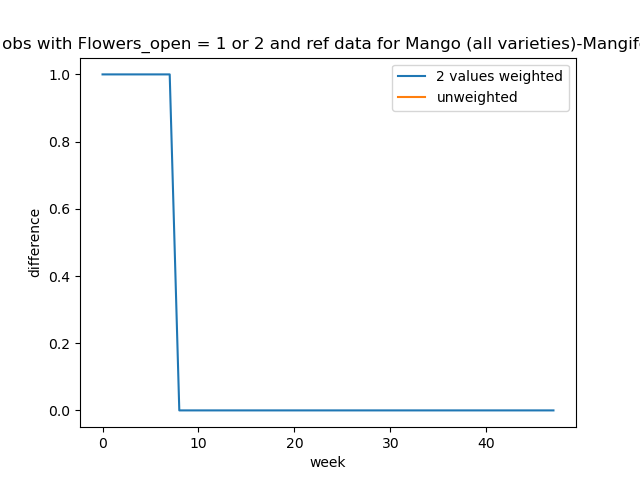 obs with Flowers_open = 1 or 2 and ref data for Mango (all varieties)-Mangif
2 values weighted
unweighted
1.0
0.8
0.6
0.4
0.2
0.0
difference
0 10 20 30 40
week